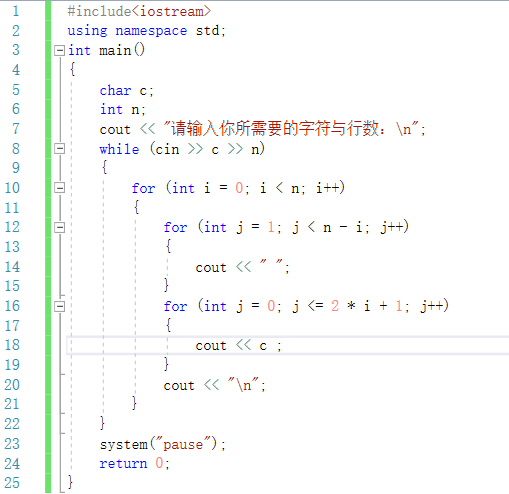 1 #include<iostream>
2 using namespace std;
3 int main()
4 {
5 char c;
6 int n;
7 cout << "请输入你所需要的字符与行数：\n";
8 while (cin >> c >> n)
9 {
10 for (int i = 0; i < n; i++)
11 {
12 for (int j = 1; j < n - i; j++)
13 {
14 cout << " ";
15 }
16 for (int j = 0; j <= 2 * i + 1; j++)
17 {
18 cout << c ;
19 }
20 cout << "\n";
21 }
22 }
23 system("pause");
24 return 0;
25 }